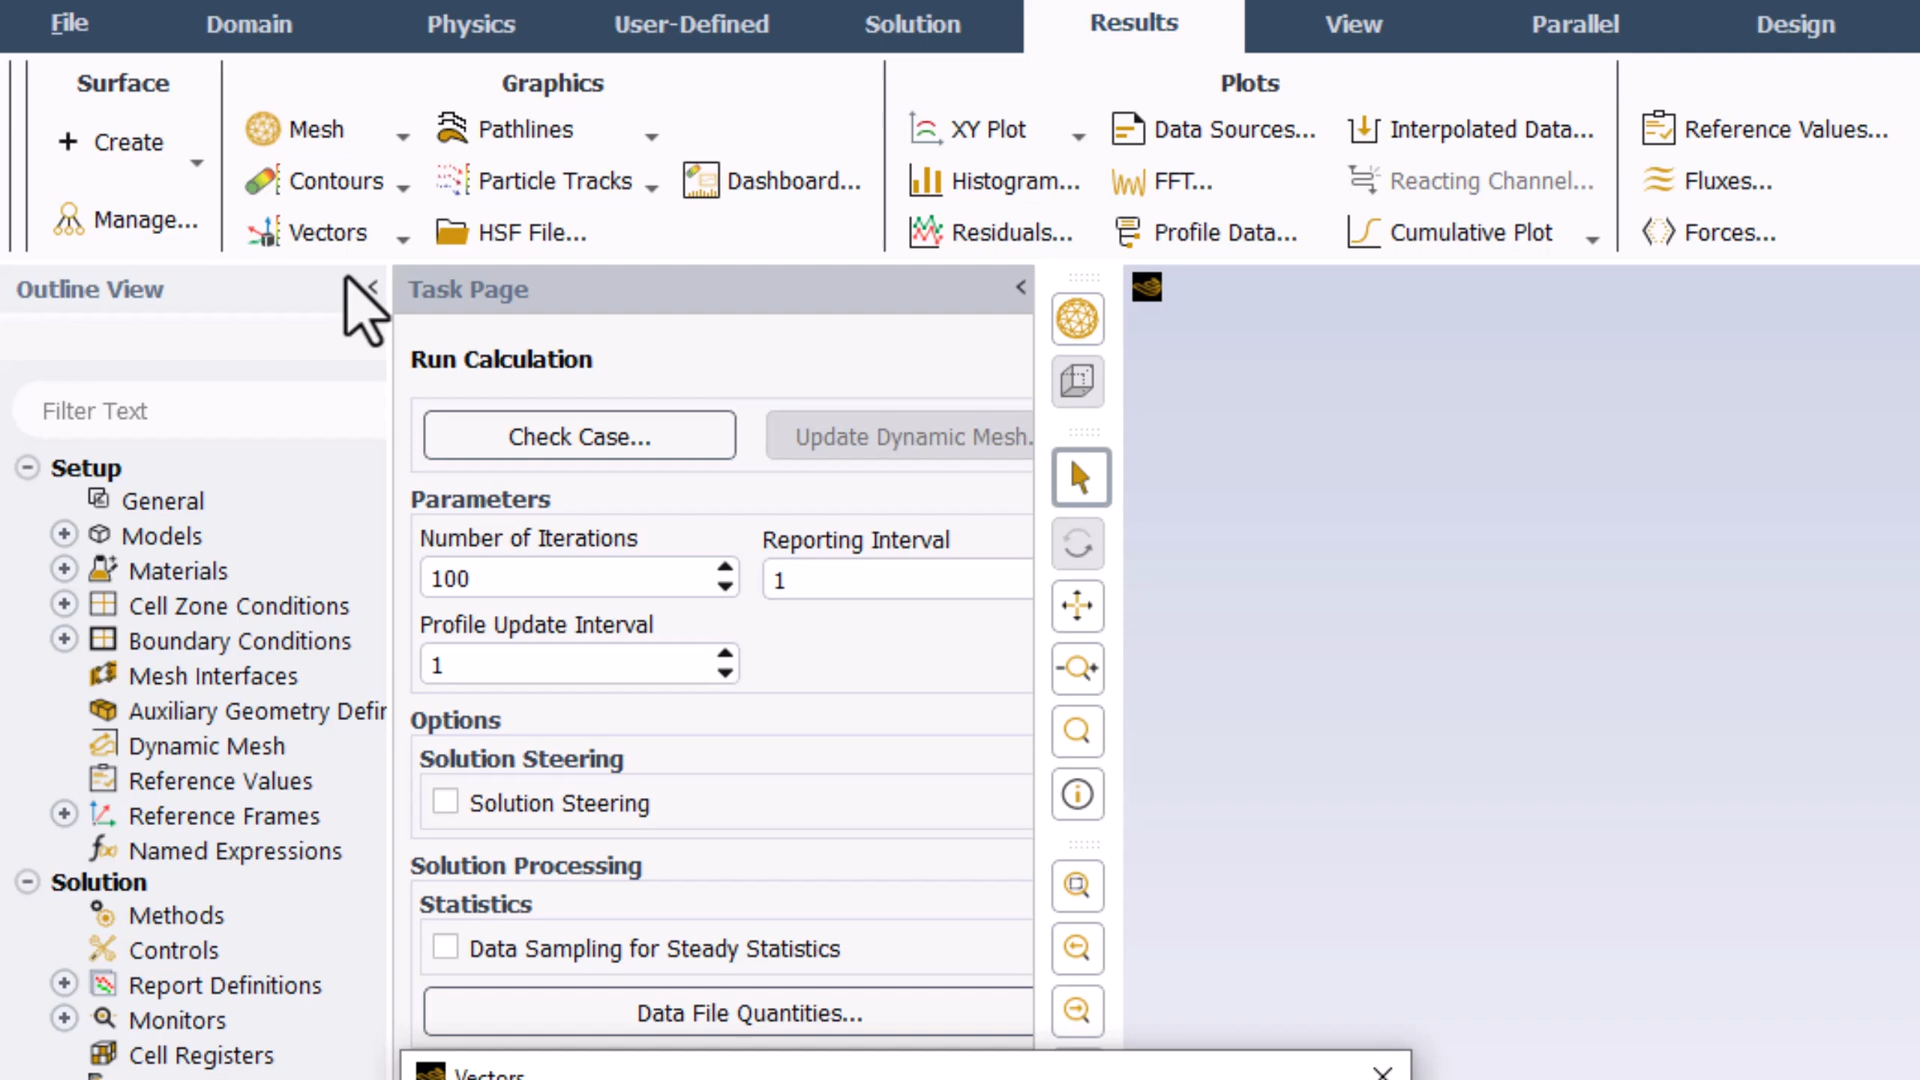 File Domain Physics User-Defined Solution Results View Parallel Design
Surface
Create
Manage...
Graphics
Mesh Pathlines
Contours Particle Tracks Dashboard...
Vectors HSF File...
Plots
XY Plot Data Sources... Interpolated Data...
Histogram... FFT... Reacting Channel...
Residuals... Profile Data... Cumulative Plot
Reference Values...
Fluxes...
Forces...
Outline View
Filter Text
Setup
General
Models
Materials
Cell Zone Conditions
Boundary Conditions
Mesh Interfaces
Auxiliary Geometry Defin
Dynamic Mesh
Reference Values
Reference Frames
Named Expressions
Solution
Methods
Controls
Report Definitions
Monitors
Cell Registers
Task Page
Run Calculation
Check Case... Update Dynamic Mesh.
Parameters
Number of Iterations Reporting Interval
100 1
Profile Update Interval
1
Options
Solution Steering
Solution Steering
Solution Processing
Statistics
Data Sampling for Steady Statistics
Data File Quantities...
Vectors